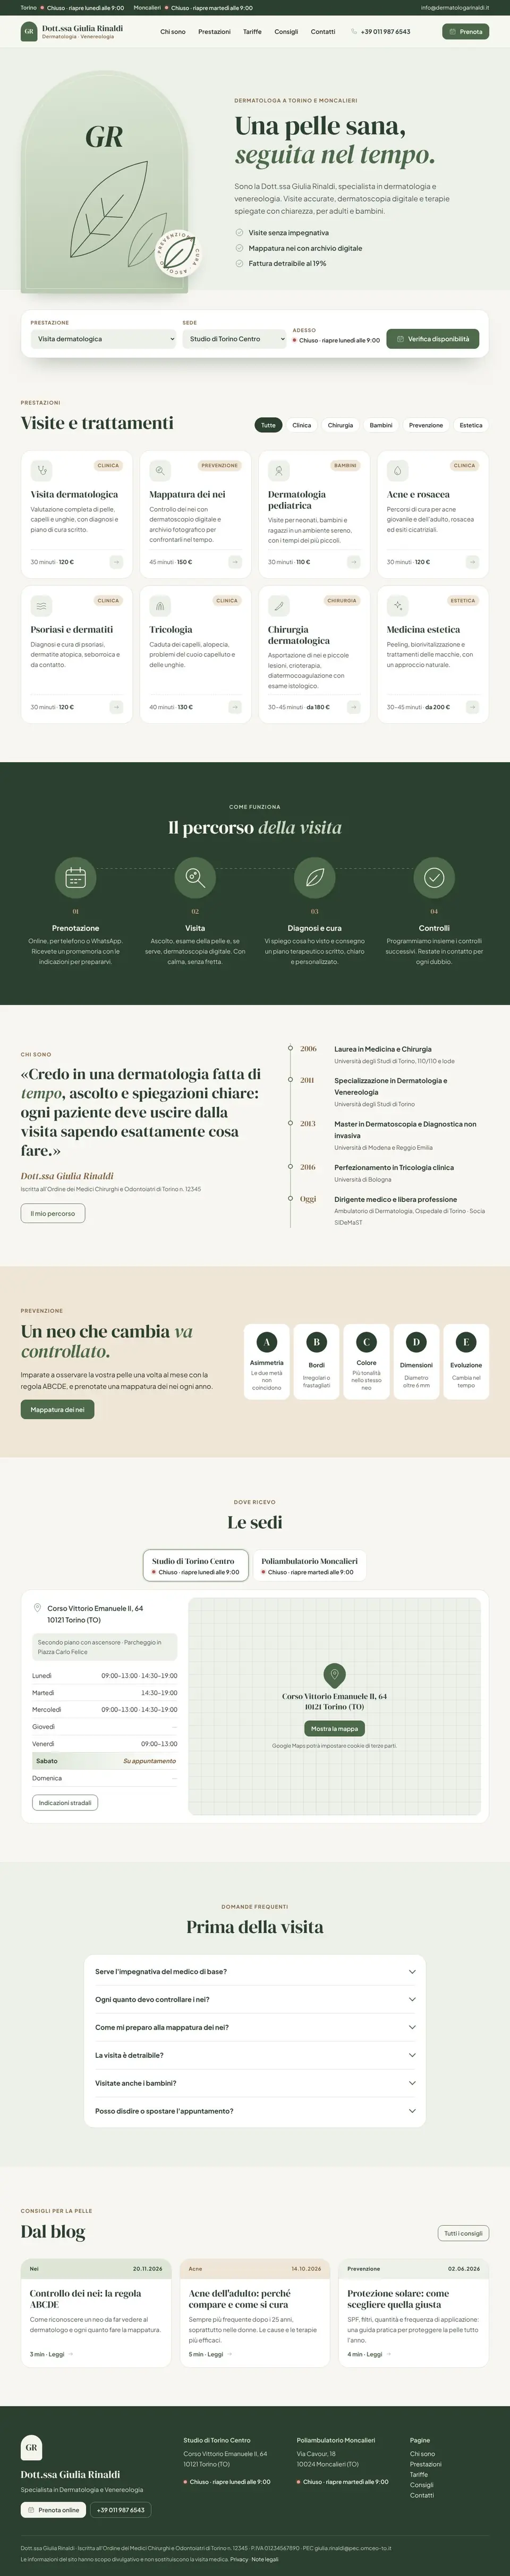 Torino Chiuso · riapre lunedì alle 9:00 Moncalieri Chiuso · riapre martedì alle 9:00 info@dermatologarinaldi.it
GR Dott.ssa Giulia Rinaldi
Dermatologia · Venereologia
Chi sono Prestazioni Tariffe Consigli Contatti +39 011 987 6543 Prenota
GR
PREVENZIONE CURA ASCOLTO
DERMATOLOGA A TORINO E MONCALIERI
Una pelle sana,
seguita nel tempo.
Sono la Dott.ssa Giulia Rinaldi, specialista in dermatologia e
venereologia. Visite accurate, dermatoscopia digitale e terapie
spiegate con chiarezza, per adulti e bambini.
Visite senza impegnativa
Mappatura nei con archivio digitale
Fattura detraibile al 19%
PRESTAZIONE
Visita dermatologica
SEDE
Studio di Torino Centro
ADESSO
Chiuso · riapre lunedì alle 9:00
Verifica disponibilità
PRESTAZIONI
Visite e trattamenti
Tutte Clinica Chirurgia Bambini Prevenzione Estetica
CLINICA
Visita dermatologica
Valutazione completa di pelle,
capelli e unghie, con diagnosi e
piano di cura scritto.
30 minuti · 120 €
PREVENZIONE
Mappatura dei nei
Controllo dei nei con
dermatoscopio digitale e
archivio fotografico per
confrontarli nel tempo.
45 minuti · 150 €
BAMBINI
Dermatologia
pediatrica
Visite per neonati, bambini e
ragazzi in un ambiente sereno,
con i tempi dei più piccoli.
30 minuti · 110 €
CLINICA
Acne e rosacea
Percorsi di cura per acne
giovanile e dell'adulto, rosacea
ed esiti cicatriziali.
30 minuti · 120 €
CLINICA
Psoriasi e dermatiti
Diagnosi e cura di psoriasi,
dermatite atopica, seborroica e
da contatto.
30 minuti · 120 €
CLINICA
Tricologia
Caduta dei capelli, alopecia,
problemi del cuoio capelluto e
delle unghie.
40 minuti · 130 €
CHIRURGIA
Chirurgia
dermatologica
Asportazione di nei e piccole
lesioni, crioterapia,
diatermocoagulazione con
esame istologico.
30–45 minuti · da 180 €
ESTETICA
Medicina estetica
Peeling, biorivitalizzazione e
trattamenti delle macchie, con
un approccio naturale.
30–45 minuti · da 200 €
COME FUNZIONA
Il percorso della visita
01
Prenotazione
Online, per telefono o WhatsApp.
Ricevete un promemoria con le
indicazioni per prepararvi.
02
Visita
Ascolto, esame della pelle e, se
serve, dermatoscopia digitale. Con
calma, senza fretta.
03
Diagnosi e cura
Vi spiego cosa ho visto e consegno
un piano terapeutico scritto, chiaro
e personalizzato.
04
Controlli
Programmiamo insieme i controlli
successivi. Restate in contatto per
ogni dubbio.
CHI SONO
«Credo in una dermatologia fatta di
tempo, ascolto e spiegazioni chiare:
ogni paziente deve uscire dalla
visita sapendo esattamente cosa
fare.»
Dott.ssa Giulia Rinaldi
Iscritta all'Ordine dei Medici Chirurghi e Odontoiatri di Torino n. 12345
Il mio percorso
2006 Laurea in Medicina e Chirurgia
Università degli Studi di Torino, 110/110 e lode
2011 Specializzazione in Dermatologia e
Venereologia
Università degli Studi di Torino
2013 Master in Dermatoscopia e Diagnostica non
invasiva
Università di Modena e Reggio Emilia
2016 Perfezionamento in Tricologia clinica
Università di Bologna
Oggi Dirigente medico e libera professione
Ambulatorio di Dermatologia, Ospedale di Torino · Socia
SIDeMaST
PREVENZIONE
Un neo che cambia va
controllato.
Imparate a osservare la vostra pelle una volta al mese con la
regola ABCDE, e prenotate una mappatura dei nei ogni anno.
Mappatura dei nei
A
Asimmetria
Le due metà
non
coincidono
B
Bordi
Irregolari o
frastagliati
C
Colore
Più tonalità
nello stesso
neo
D
Dimensioni
Diametro
oltre 6 mm
E
Evoluzione
Cambia nel
tempo
DOVE RICEVO
Le sedi
Studio di Torino Centro
Chiuso · riapre lunedì alle 9:00
Poliambulatorio Moncalieri
Chiuso · riapre martedì alle 9:00
Corso Vittorio Emanuele II, 64
10121 Torino (TO)
Secondo piano con ascensore · Parcheggio in
Piazza Carlo Felice
Lunedì 09:00–13:00 · 14:30–19:00
Martedì 14:30–19:00
Mercoledì 09:00–13:00 · 14:30–19:00
Giovedì —
Venerdì 09:00–13:00
Sabato Su appuntamento
Domenica —
Indicazioni stradali
Corso Vittorio Emanuele II, 64
10121 Torino (TO)
Mostra la mappa
Google Maps potrà impostare cookie di terze parti.
DOMANDE FREQUENTI
Prima della visita
Serve l'impegnativa del medico di base?
Ogni quanto devo controllare i nei?
Come mi preparo alla mappatura dei nei?
La visita è detraibile?
Visitate anche i bambini?
Posso disdire o spostare l'appuntamento?
CONSIGLI PER LA PELLE
Dal blog
Tutti i consigli
Nei 20.11.2026
Controllo dei nei: la regola
ABCDE
Come riconoscere un neo da far vedere al
dermatologo e ogni quanto fare la mappatura.
3 min · Leggi
Acne 14.10.2026
Acne dell'adulto: perché
compare e come si cura
Sempre più frequente dopo i 25 anni,
soprattutto nelle donne. Le cause e le terapie
più efficaci.
5 min · Leggi
Prevenzione 02.06.2026
Protezione solare: come
scegliere quella giusta
SPF, filtri, quantità e frequenza di applicazione:
una guida pratica per proteggere la pelle tutto
l'anno.
4 min · Leggi
GR
Dott.ssa Giulia Rinaldi
Specialista in Dermatologia e Venereologia
Prenota online +39 011 987 6543
Studio di Torino Centro
Corso Vittorio Emanuele II, 64
10121 Torino (TO)
Chiuso · riapre lunedì alle 9:00
Poliambulatorio Moncalieri
Via Cavour, 18
10024 Moncalieri (TO)
Chiuso · riapre martedì alle 9:00
Pagine
Chi sono
Prestazioni
Tariffe
Consigli
Contatti
Dott.ssa Giulia Rinaldi · Iscritta all'Ordine dei Medici Chirurghi e Odontoiatri di Torino n. 12345 · P.IVA 01234567890 · PEC giulia.rinaldi@pec.omceo-to.it
Le informazioni del sito hanno scopo divulgativo e non sostituiscono la visita medica. Privacy · Note legali